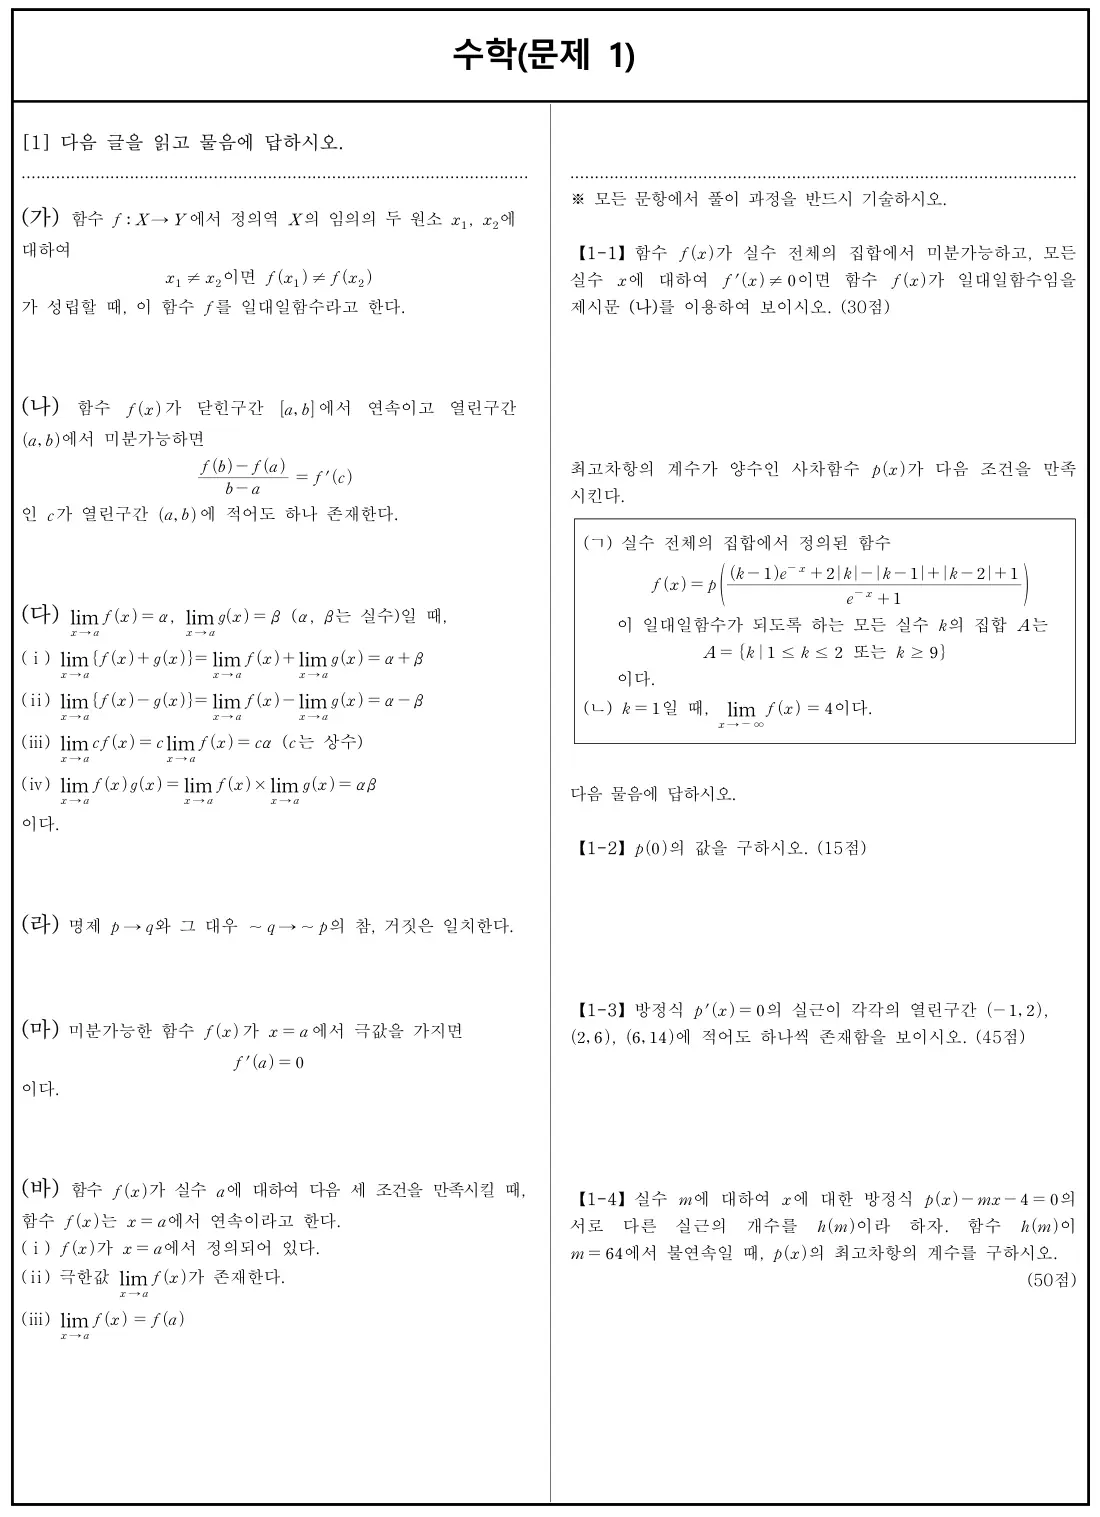 수학(문제 1)
[1] 다음 글을 읽고 물음에 답하시오.
(가) 함수 f : X → Y에서 정의역 X의 임의의 두 원소 x₁, x₂에
대하여
x₁ ≠ x₂이면 f(x₁) ≠ f(x₂)
가 성립할 때, 이 함수 f를 일대일함수라고 한다.
(나) 함수 f(x)가 닫힌구간 [a, b]에서 연속이고 열린구간
(a, b)에서 미분가능하면
(f(b)−f(a))/(b−a) = f′(c)
인 c가 열린구간 (a, b)에 적어도 하나 존재한다.
(다) lim_{x→a} f(x) = α, lim_{x→a} g(x) = β (α, β는 실수)일 때,
(ⅰ) lim_{x→a} {f(x)+g(x)} = lim_{x→a} f(x) + lim_{x→a} g(x) = α+β
(ⅱ) lim_{x→a} {f(x)−g(x)} = lim_{x→a} f(x) − lim_{x→a} g(x) = α−β
(ⅲ) lim_{x→a} cf(x) = c lim_{x→a} f(x) = cα (c는 상수)
(ⅳ) lim_{x→a} f(x)g(x) = lim_{x→a} f(x) × lim_{x→a} g(x) = αβ
이다.
(라) 명제 p → q와 그 대우 ~q → ~p의 참, 거짓은 일치한다.
(마) 미분가능한 함수 f(x)가 x = a에서 극값을 가지면
f′(a) = 0
이다.
(바) 함수 f(x)가 실수 a에 대하여 다음 세 조건을 만족시킬 때,
함수 f(x)는 x = a에서 연속이라고 한다.
(ⅰ) f(x)가 x = a에서 정의되어 있다.
(ⅱ) 극한값 lim_{x→a} f(x)가 존재한다.
(ⅲ) lim_{x→a} f(x) = f(a)
※ 모든 문항에서 풀이 과정을 반드시 기술하시오.
【1-1】 함수 f(x)가 실수 전체의 집합에서 미분가능하고, 모든
실수 x에 대하여 f′(x) ≠ 0이면 함수 f(x)가 일대일함수임을
제시문 (나)를 이용하여 보이시오. (30점)
최고차항의 계수가 양수인 사차함수 p(x)가 다음 조건을 만족
시킨다.
(ㄱ) 실수 전체의 집합에서 정의된 함수
f(x) = p(((k−1)e^{−x}+2|k|−|k−1|+|k−2|+1)/(e^{−x}+1))
이 일대일함수가 되도록 하는 모든 실수 k의 집합 A는
A = {k | 1 ≤ k ≤ 2 또는 k ≥ 9}
이다.
(ㄴ) k = 1일 때, lim_{x→−∞} f(x) = 4이다.
다음 물음에 답하시오.
【1-2】 p(0)의 값을 구하시오. (15점)
【1-3】 방정식 p′(x) = 0의 실근이 각각의 열린구간 (−1, 2),
(2, 6), (6, 14)에 적어도 하나씩 존재함을 보이시오. (45점)
【1-4】 실수 m에 대하여 x에 대한 방정식 p(x)−mx−4 = 0의
서로 다른 실근의 개수를 h(m)이라 하자. 함수 h(m)이
m = 64에서 불연속일 때, p(x)의 최고차항의 계수를 구하시오.
(50점)